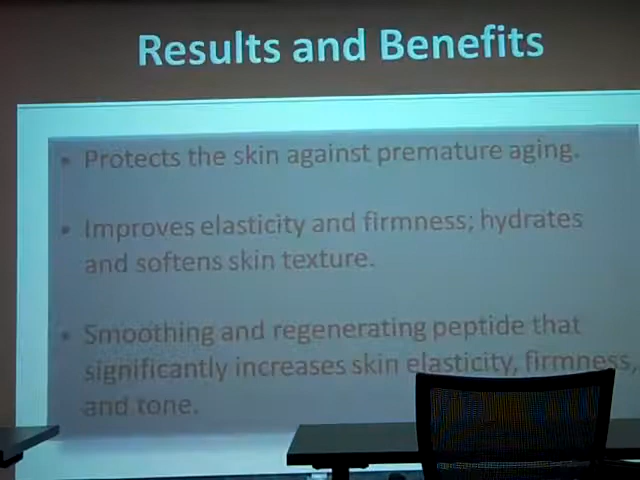 Results and Benefits
• Protects the skin against premature aging.
• Improves elasticity and firmness; hydrates
and softens skin texture.
• Smoothing and regenerating peptide that
significantly increases skin elasticity, firmness,
and tone.